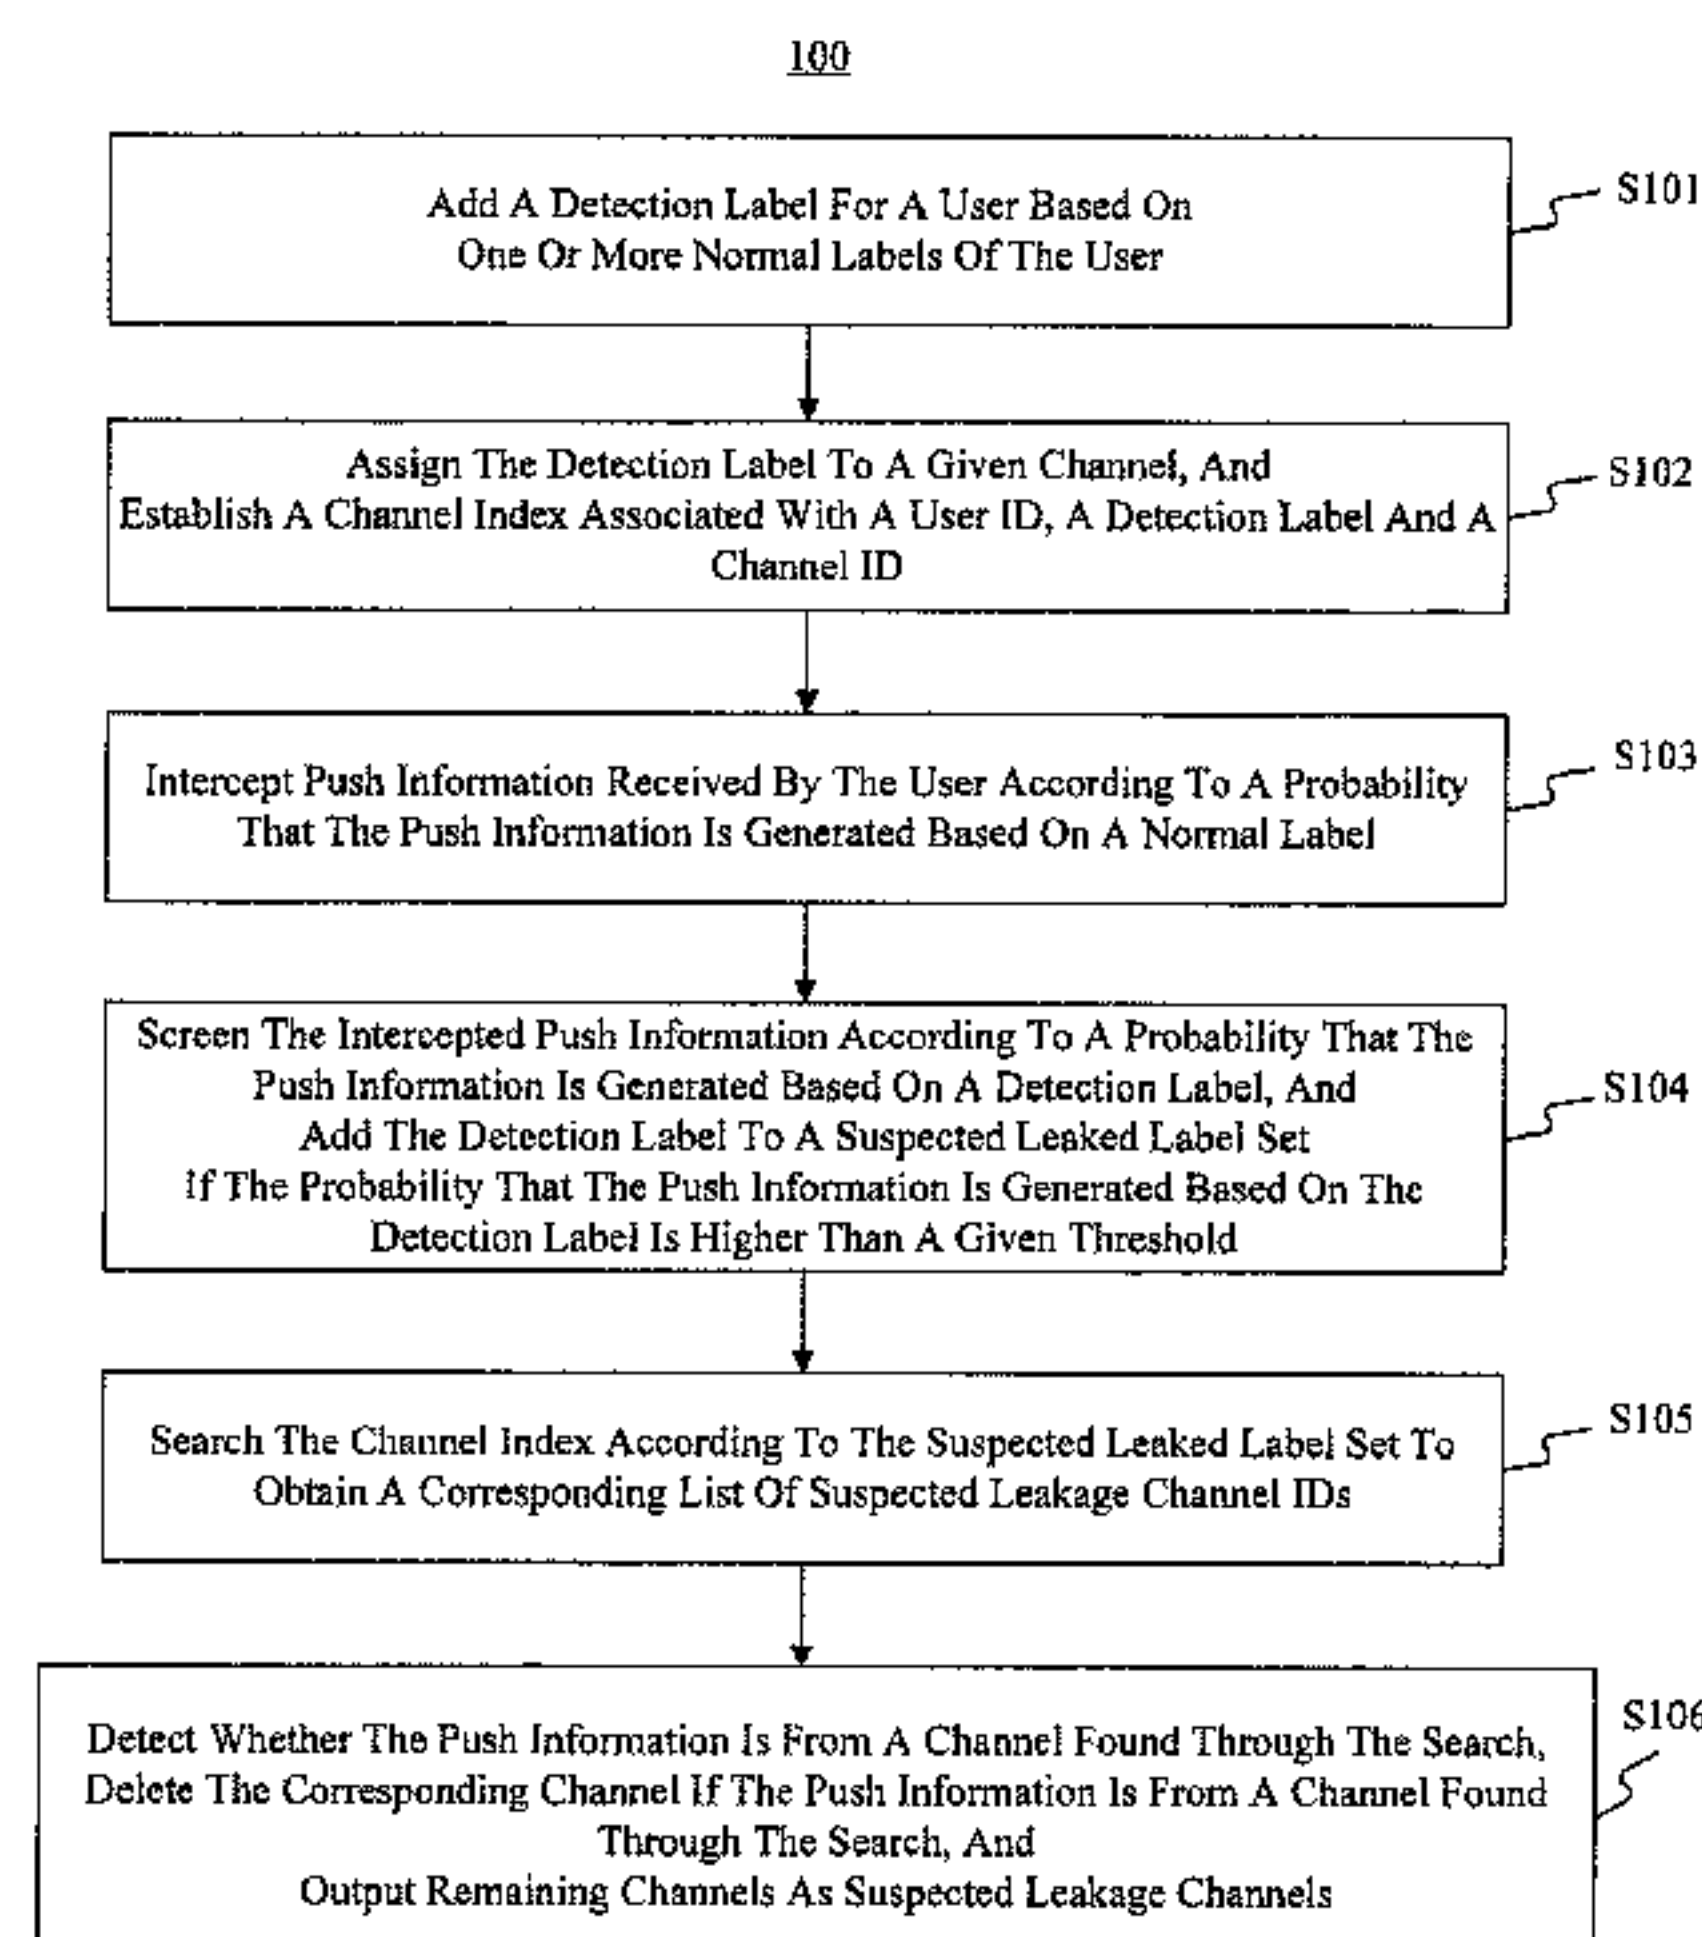 100
Add A Detection Label For A User Based On
One Or More Normal Labels Of The User
S101
Assign The Detection Label To A Given Channel, And
Establish A Channel Index Associated With A User ID, A Detection Label And A
Channel ID
S102
Intercept Push Information Received By The User According To A Probability
That The Push Information Is Generated Based On A Normal Label
S103
Screen The Intercepted Push Information According To A Probability That The
Push Information Is Generated Based On A Detection Label, And
Add The Detection Label To A Suspected Leaked Label Set
If The Probability That The Push Information Is Generated Based On The
Detection Label Is Higher Than A Given Threshold
S104
Search The Channel Index According To The Suspected Leaked Label Set To
Obtain A Corresponding List Of Suspected Leakage Channel IDs
S105
Detect Whether The Push Information Is From A Channel Found Through The Search,
Delete The Corresponding Channel If The Push Information Is From A Channel Found
Through The Search, And
Output Remaining Channels As Suspected Leakage Channels
S106